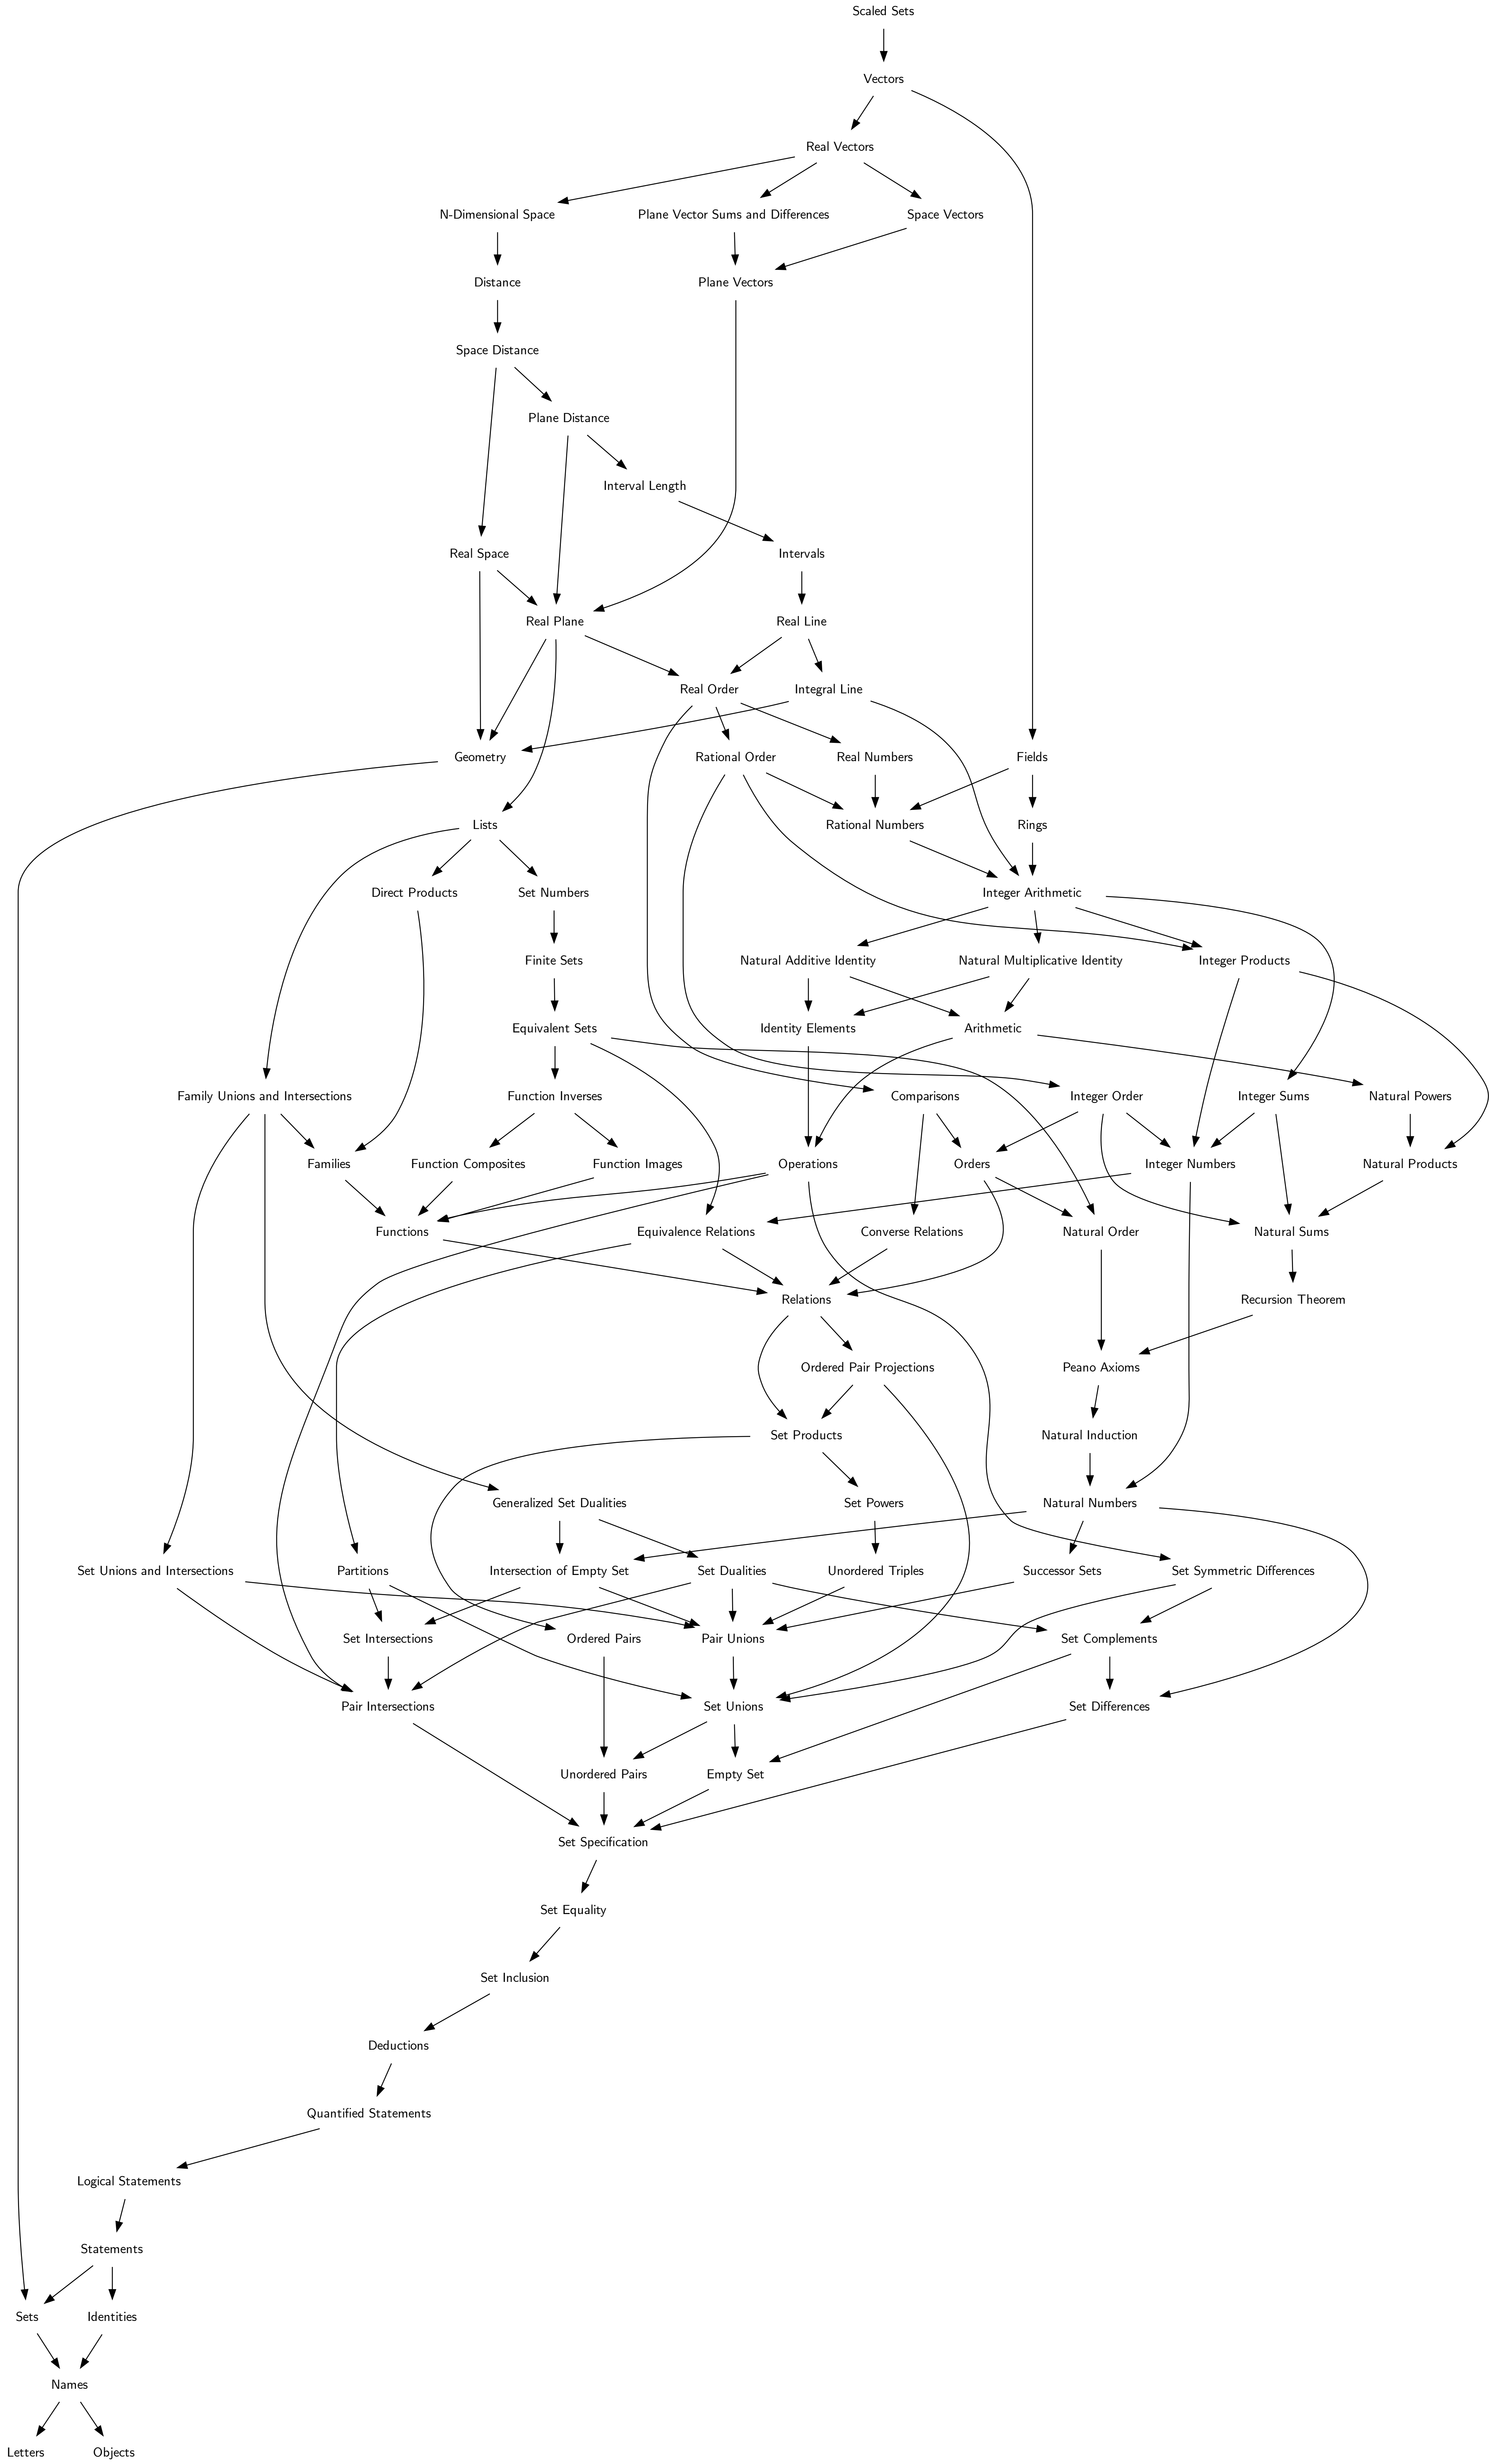 Scaled Sets
Vectors
Real Vectors
N-Dimensional Space
Plane Vector Sums and Differences
Space Vectors
Distance
Plane Vectors
Space Distance
Plane Distance
Interval Length
Real Space
Intervals
Real Plane
Real Line
Real Order
Integral Line
Geometry
Rational Order
Real Numbers
Fields
Lists
Rational Numbers
Rings
Direct Products
Set Numbers
Integer Arithmetic
Finite Sets
Natural Additive Identity
Natural Multiplicative Identity
Integer Products
Equivalent Sets
Identity Elements
Arithmetic
Family Unions and Intersections
Function Inverses
Comparisons
Integer Order
Integer Sums
Natural Powers
Families
Function Composites
Function Images
Operations
Orders
Integer Numbers
Natural Products
Functions
Equivalence Relations
Converse Relations
Natural Order
Natural Sums
Relations
Recursion Theorem
Ordered Pair Projections
Peano Axioms
Set Products
Natural Induction
Generalized Set Dualities
Set Powers
Natural Numbers
Set Unions and Intersections
Partitions
Intersection of Empty Set
Set Dualities
Unordered Triples
Successor Sets
Set Symmetric Differences
Set Intersections
Ordered Pairs
Pair Unions
Set Complements
Pair Intersections
Set Unions
Set Differences
Unordered Pairs
Empty Set
Set Specification
Set Equality
Set Inclusion
Deductions
Quantified Statements
Logical Statements
Statements
Sets
Identities
Names
Letters
Objects